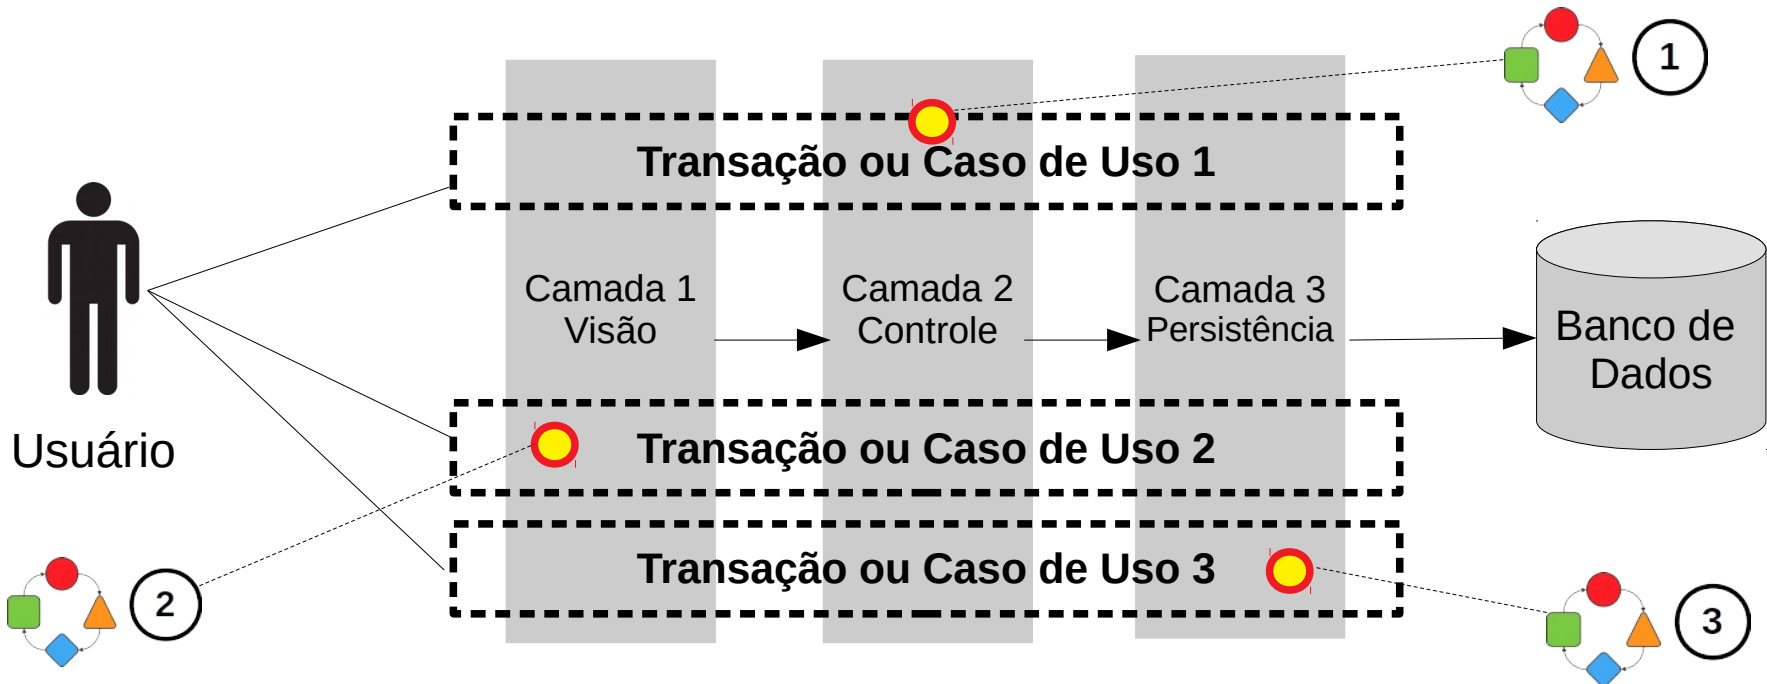 1
Transação ou Caso de Uso 1
Camada 1
Visão
Camada 2
Controle
Camada 3
Persistência
Banco de
Dados
Usuário
Transação ou Caso de Uso 2
Transação ou Caso de Uso 3
2
3